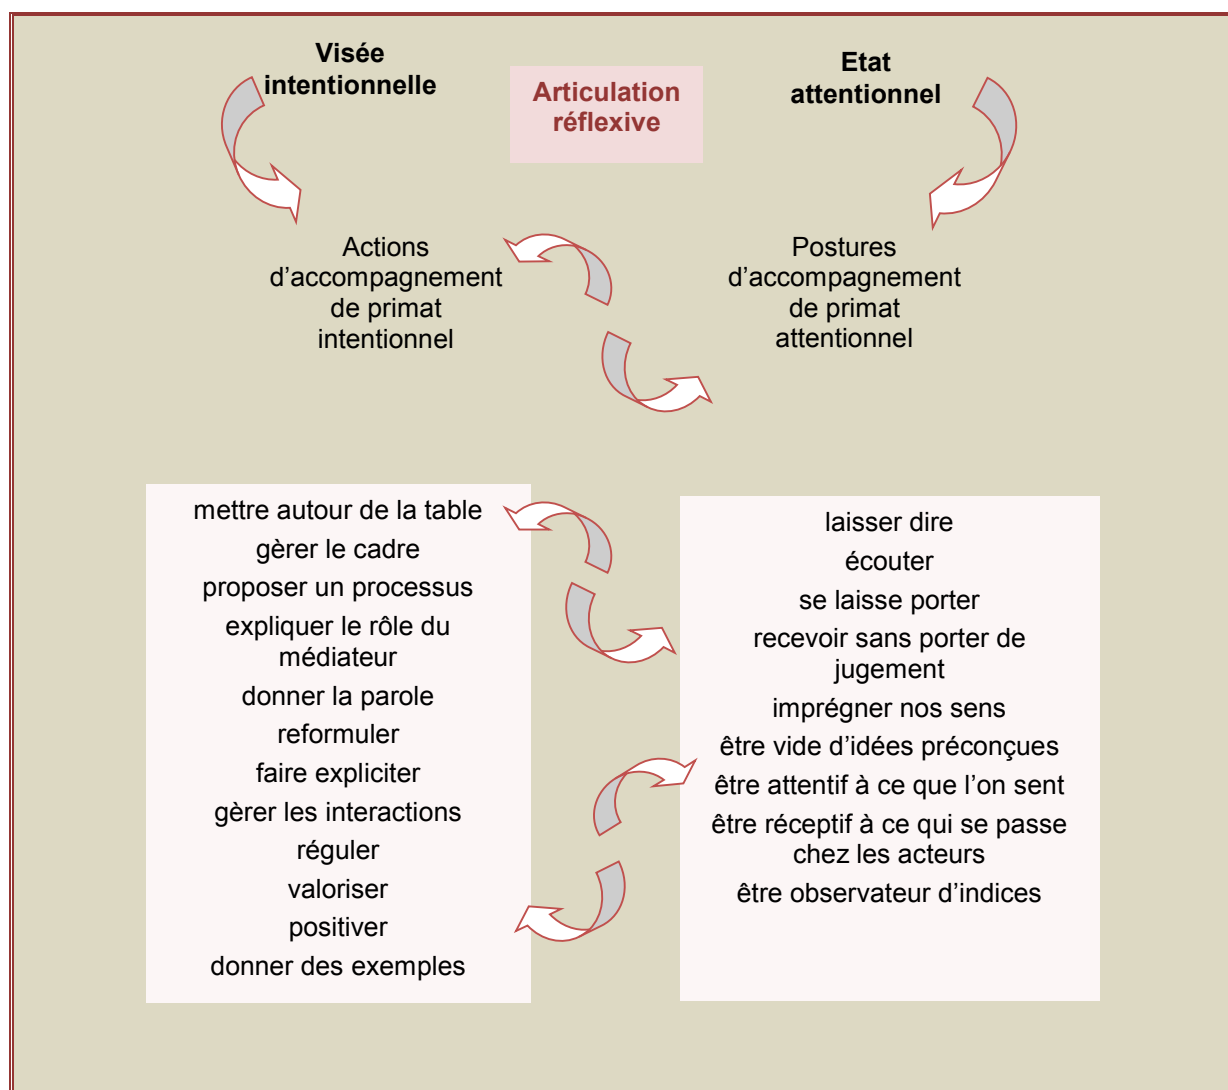 Visée
intentionnelle
Articulation
réflexive
Etat
attentionnel
Actions
d’accompagnement
de primat
intentionnel
Postures
d’accompagnement
de primat
attentionnel
mettre autour de la table
gèrer le cadre
proposer un processus
expliquer le rôle du
médiateur
donner la parole
reformuler
faire expliciter
gèrer les interactions
réguler
valoriser
positiver
donner des exemples
laisser dire
écouter
se laisse porter
recevoir sans porter de
jugement
imprégner nos sens
être vide d’idées préconçues
être attentif à ce que l’on sent
être réceptif à ce qui se passe
chez les acteurs
être observateur d’indices